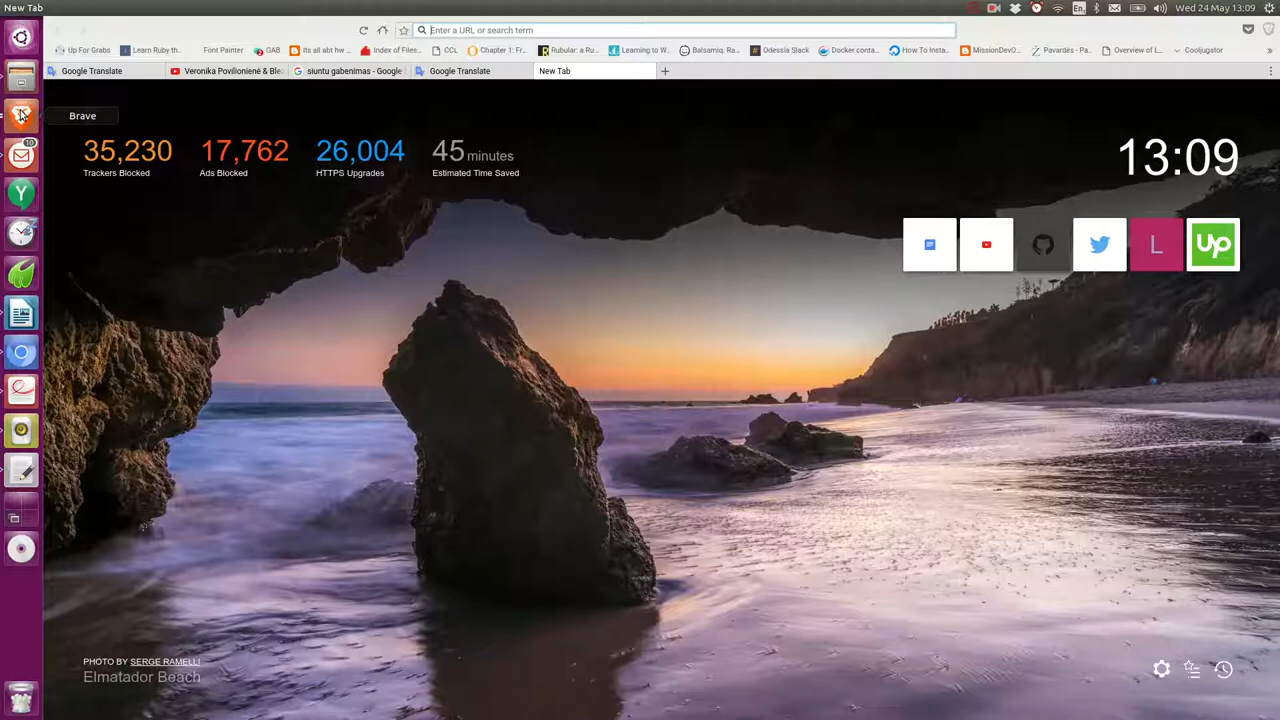 New Tab
En
Wed 24 May 13:09
Enter a URL or search term
Up For Grabs
Learn Ruby th...
Font Painter
GAB
its all abt hw ...
Index of Files...
CCL
Chapter 1: Fr...
Rubular: a Ru...
Learning to W...
Balsamiq. Ra...
Odessia Slack
Docker conta...
How To Insta...
MissionDevO...
Pavardės - Pa...
Overview of L...
Cooljugator
Google Translate
Veronika Povilionienė & Ble
siuntu gabenimas - Google
Google Translate
New Tab
Brave
10
35,230
Trackers Blocked
17,762
Ads Blocked
26,004
HTTPS Upgrades
45 minutes
Estimated Time Saved
13:09
L
Up
PHOTO BY SERGE RAMELLI
Elmatador Beach